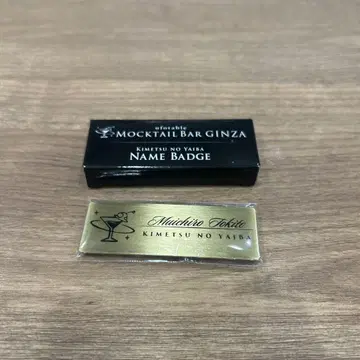 ufotable
MOCKTAIL BAR GINZA
KIMETSU NO YAIBA
NAME BADGE
Muichiro Tokito
KIMETSU NO YAIBA